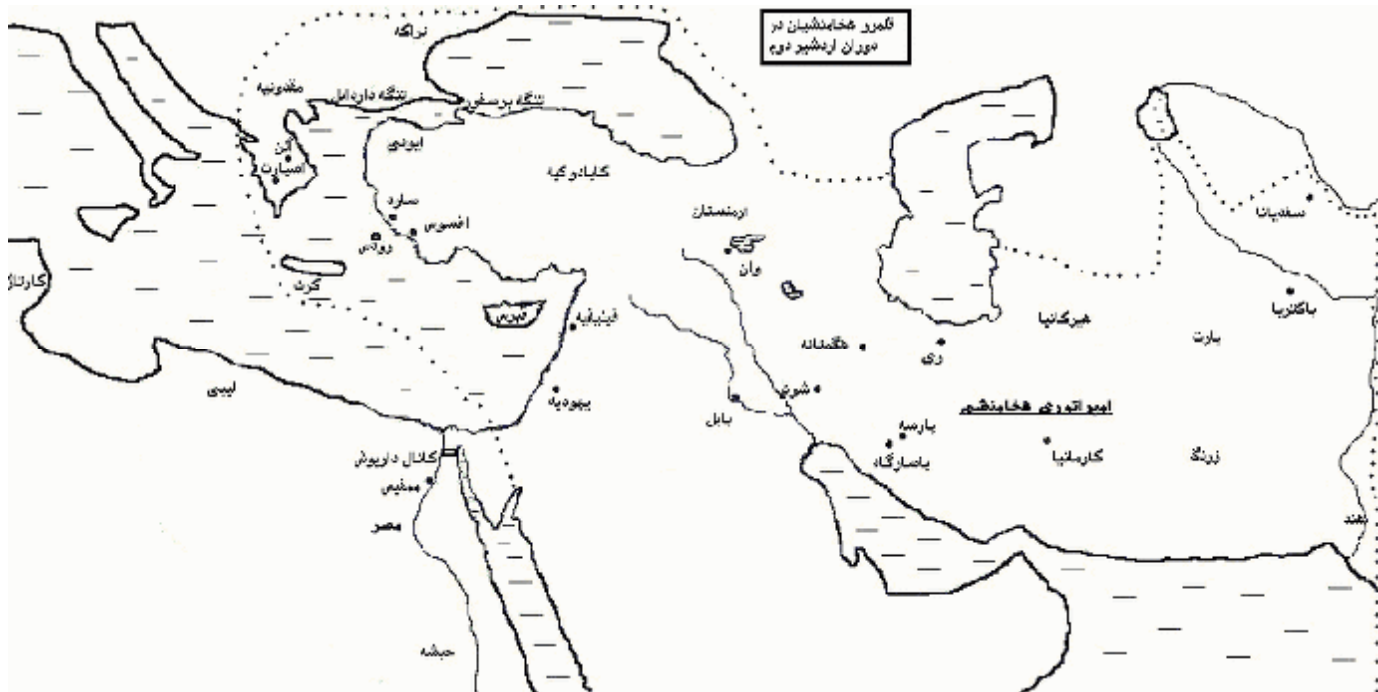 قلمرو هخامنشیان در
دوران اردشیر دوم
تراکه
مقدونیه
تنگه داردانل
تنگه برسفر
آتن
اسپارت
ایونی
کاپادوکیه
ارمنستان
سغدیانا
سارد
افسوس
رودس
وان
کرت
کارتاژ
قبرس
فینیقیه
هگمتانه
ری
هیرکانیا
پارت
باکتریا
لیبی
یهودیه
بابل
شوش
امپراتوری هخامنشی
پارسه
پاسارگاد
کارمانیا
زرنگ
کانال داریوش
ممفیس
مصر
هند
حبشه